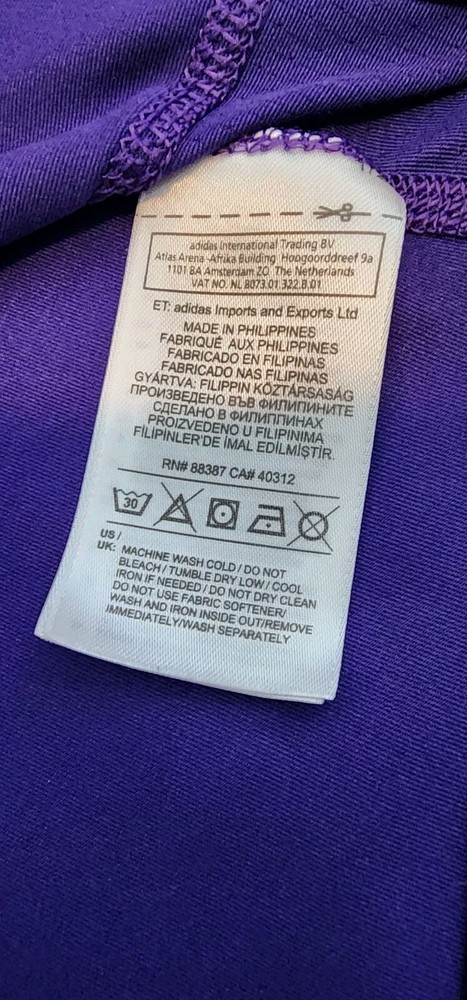 adidas International Trading BV
Atlas Arena -Afrika Building Hoogoorddreef 9a
1101 BA Amsterdam ZO The Netherlands
VAT NO. NL 8073.01.322.B.01
ET: adidas Imports and Exports Ltd
MADE IN PHILIPPINES
FABRIQUÉ AUX PHILIPPINES
FABRICADO EN FILIPINAS
FABRICADO NAS FILIPINAS
GYÁRTVA: FILIPPIN KÖZTÁRSASÁG
ПРОИЗВЕДЕНО ВЪВ ФИЛИПИНИТЕ
СДЕЛАНО В ФИЛИППИНАХ
PROIZVEDENO U FILIPINIMA
FİLİPİNLER'DE İMAL EDİLMİŞTİR.
RN# 88387 CA# 40312
30
US /
UK: MACHINE WASH COLD / DO NOT
BLEACH / TUMBLE DRY LOW / COOL
IRON IF NEEDED / DO NOT DRY CLEAN
DO NOT USE FABRIC SOFTENER/
WASH AND IRON INSIDE OUT/REMOVE
IMMEDIATELY/WASH SEPARATELY